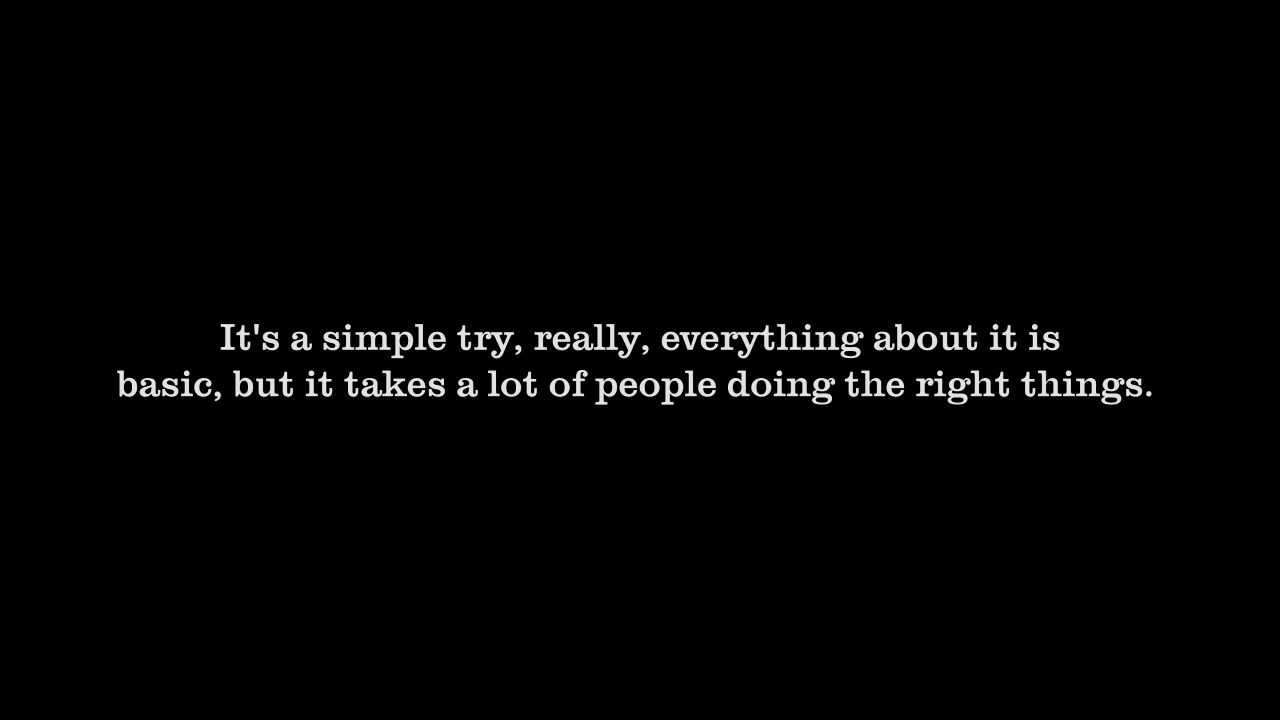 It's a simple try, really, everything about it is
basic, but it takes a lot of people doing the right things.